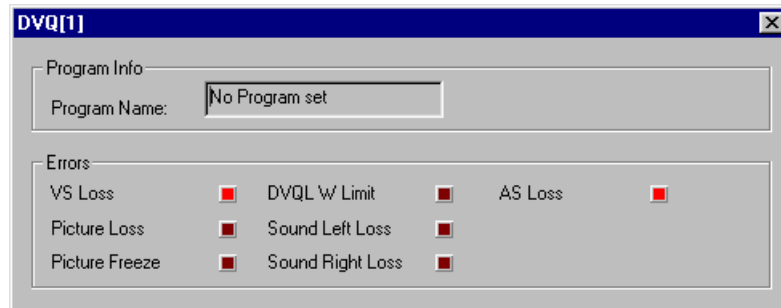 DVQ[1]
Program Info
Program Name: No Program set
Errors
VS Loss DVQL W Limit AS Loss
Picture Loss Sound Left Loss
Picture Freeze Sound Right Loss